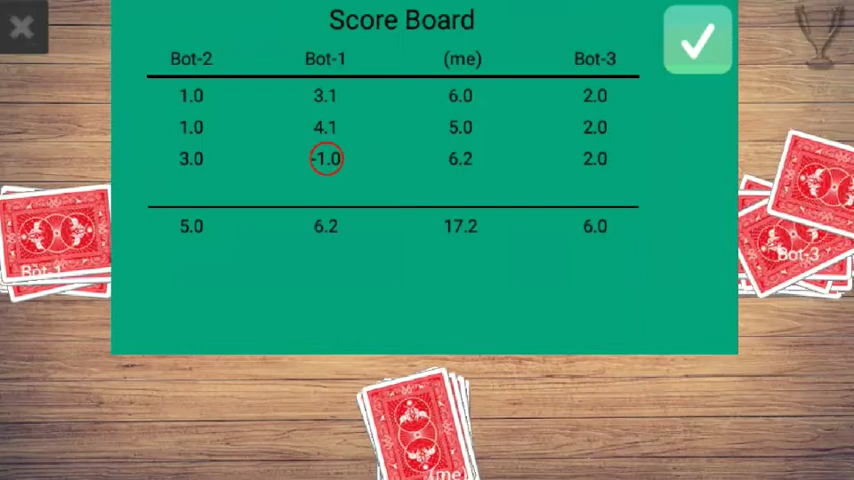 Score Board
Bot-2 Bot-1 (me) Bot-3
1.0 3.1 6.0 2.0
1.0 4.1 5.0 2.0
3.0 -1.0 6.2 2.0
5.0 6.2 17.2 6.0
Bot-1
Bot-3
(me)